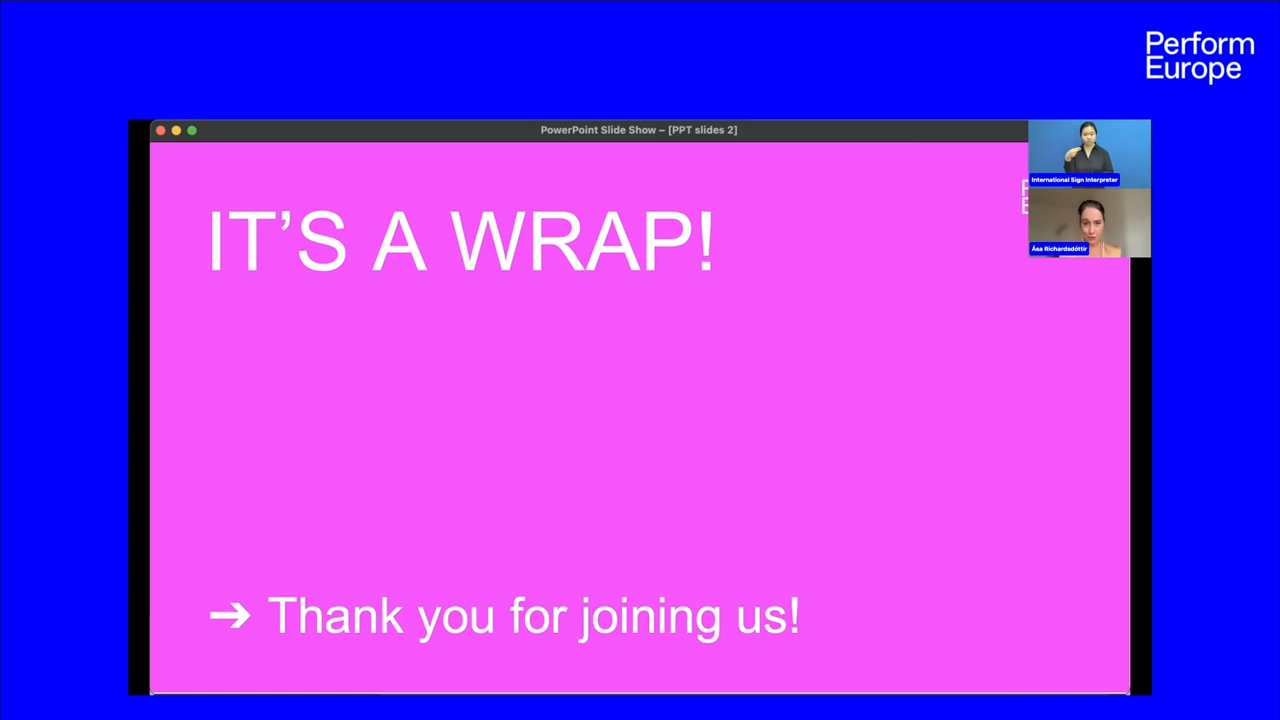 Perform
Europe
PowerPoint Slide Show – [PPT slides 2]
International Sign Interpreter
Ása Richardsdóttir
IT’S A WRAP!
➔ Thank you for joining us!